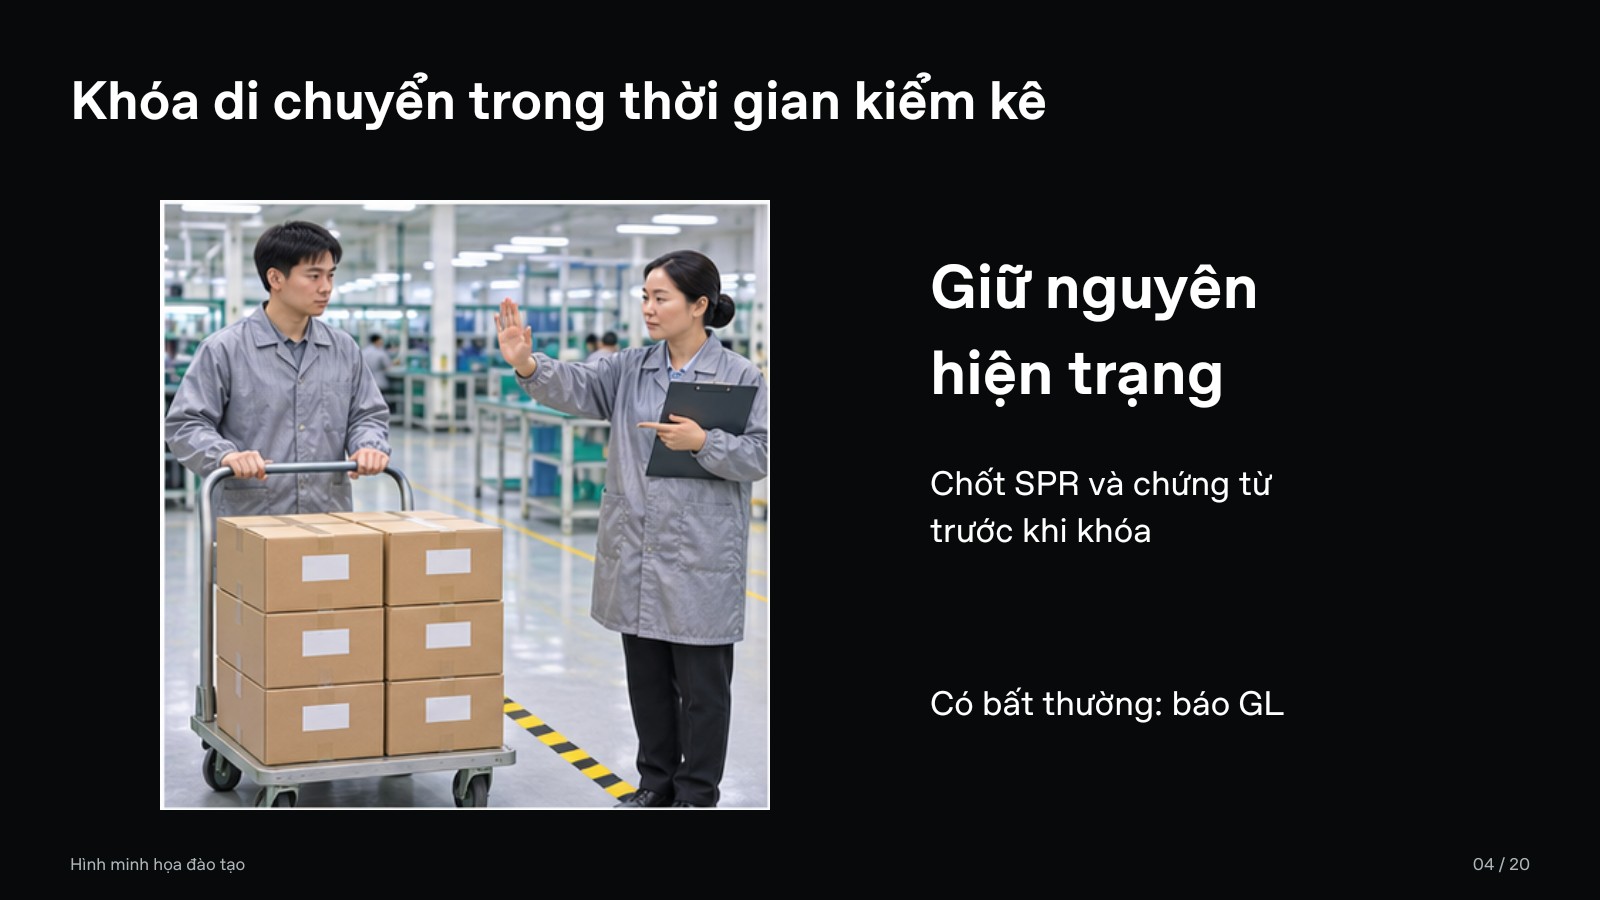 Khóa di chuyển trong thời gian kiểm kê
Giữ nguyên
hiện trạng
Chốt SPR và chứng từ
trước khi khóa
Có bất thường: báo GL
Hình minh họa đào tạo
04 / 20